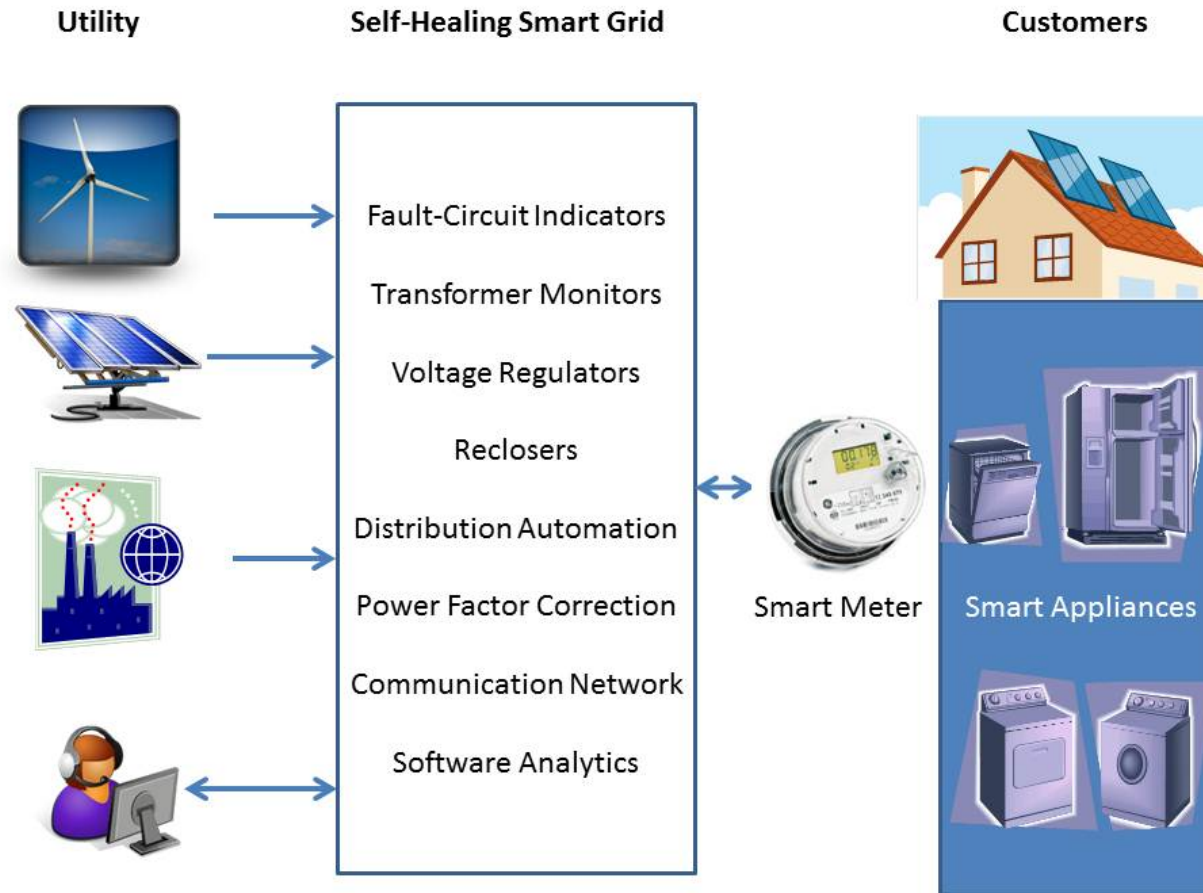 Utility
Self-Healing Smart Grid
Customers
Fault-Circuit Indicators
Transformer Monitors
Voltage Regulators
Reclosers
Distribution Automation
Power Factor Correction
Communication Network
Software Analytics
Smart Meter
Smart Appliances